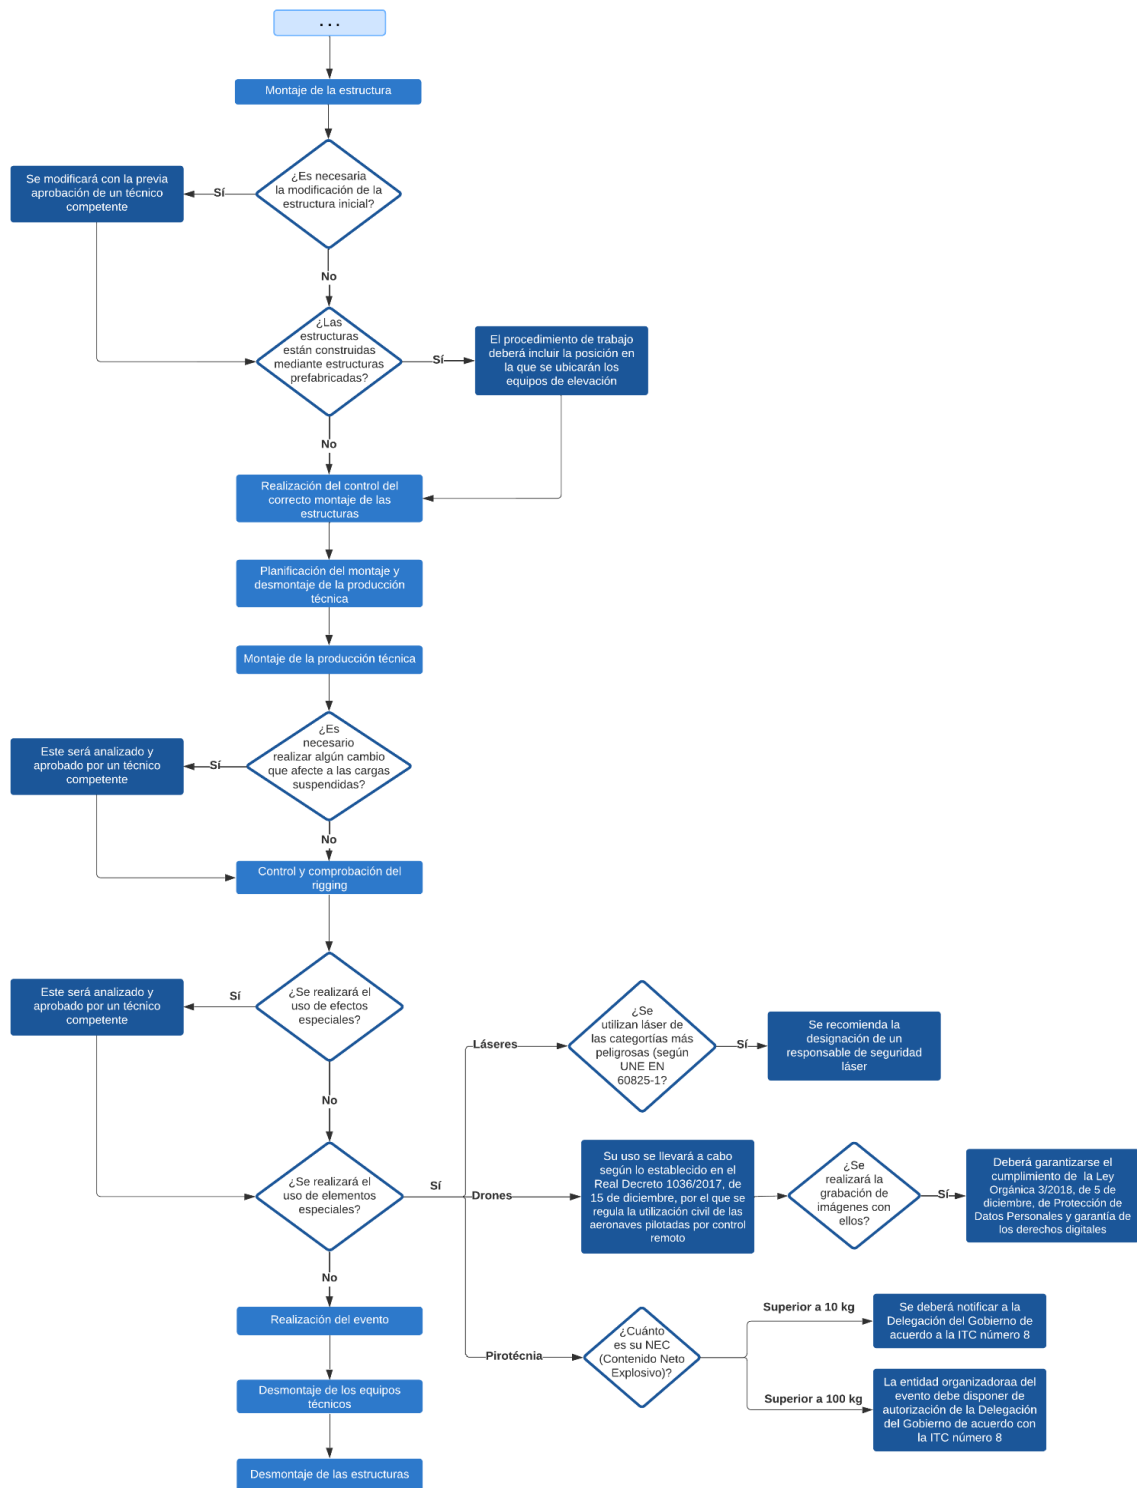 ...
Montaje de la estructura
¿Es necesaria
la modificación de la
estructura inicial?
Sí
Se modificará con la previa
aprobación de un técnico
competente
No
¿Las
estructuras
están construidas
mediante estructuras
prefabricadas?
Sí
El procedimiento de trabajo
deberá incluir la posición en
la que se ubicarán los
equipos de elevación
No
Realización del control del
correcto montaje de las
estructuras
Planificación del montaje y
desmontaje de la producción
técnica
Montaje de la producción técnica
¿Es
necesario
realizar algún cambio
que afecte a las cargas
suspendidas?
Sí
Este será analizado y
aprobado por un técnico
competente
No
Control y comprobación del
rigging
¿Se realizará el
uso de efectos
especiales?
Sí
Este será analizado y
aprobado por un técnico
competente
No
¿Se realizará el
uso de elementos
especiales?
Sí
Láseres
¿Se
utilizan láser de
las categortías más
peligrosas (según
UNE EN
60825-1?
Sí
Se recomienda la
designación de un
responsable de seguridad
láser
Drones
Su uso se llevará a cabo
según lo establecido en el
Real Decreto 1036/2017, de
15 de diciembre, por el que se
regula la utilización civil de las
aeronaves pilotadas por control
remoto
¿Se
realizará la
grabación de
imágenes con
ellos?
Sí
Deberá garantizarse el
cumplimiento de la Ley
Orgánica 3/2018, de 5 de
diciembre, de Protección de
Datos Personales y garantía de
los derechos digitales
Pirotécnia
¿Cuánto
es su NEC
(Contenido Neto
Explosivo)?
Superior a 10 kg
Se deberá notificar a la
Delegación del Gobierno de
acuerdo a la ITC número 8
Superior a 100 kg
La entidad organizadoraa del
evento debe disponer de
autorización de la Delegación
del Gobierno de acuerdo con
la ITC número 8
No
Realización del evento
Desmontaje de los equipos
técnicos
Desmontaje de las estructuras